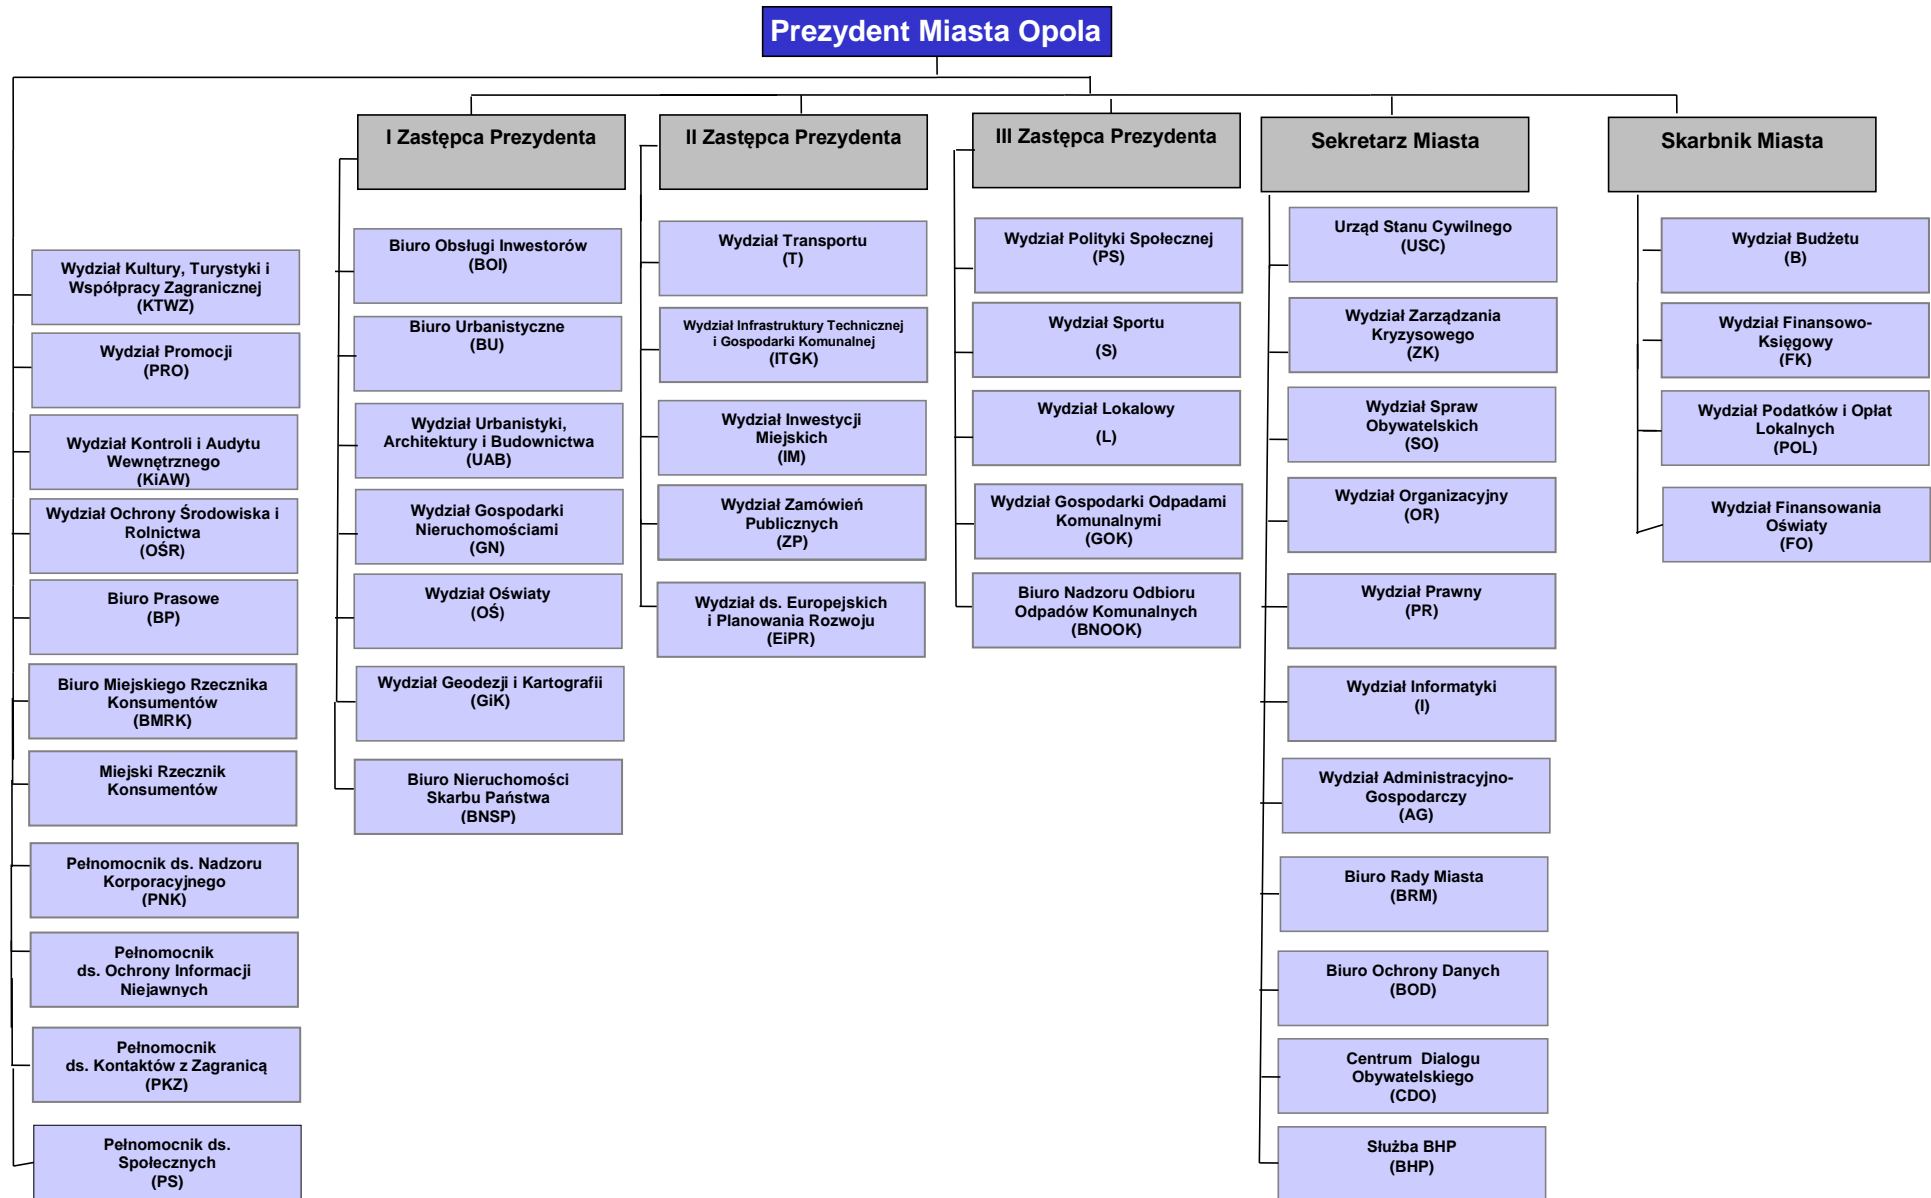 Prezydent Miasta Opola
I Zastępca Prezydenta
II Zastępca Prezydenta
III Zastępca Prezydenta
Sekretarz Miasta
Skarbnik Miasta
Wydział Kultury, Turystyki i
Współpracy Zagranicznej
(KTWZ)
Wydział Promocji
(PRO)
Wydział Kontroli i Audytu
Wewnętrznego
(KiAW)
Wydział Ochrony Środowiska i
Rolnictwa
(OŚR)
Biuro Prasowe
(BP)
Biuro Miejskiego Rzecznika
Konsumentów
(BMRK)
Miejski Rzecznik
Konsumentów
Pełnomocnik ds. Nadzoru
Korporacyjnego
(PNK)
Pełnomocnik
ds. Ochrony Informacji
Niejawnych
Pełnomocnik
ds. Kontaktów z Zagranicą
(PKZ)
Pełnomocnik ds.
Społecznych
(PS)
Biuro Obsługi Inwestorów
(BOI)
Biuro Urbanistyczne
(BU)
Wydział Urbanistyki,
Architektury i Budownictwa
(UAB)
Wydział Gospodarki
Nieruchomościami
(GN)
Wydział Oświaty
(OŚ)
Wydział Geodezji i Kartografii
(GiK)
Biuro Nieruchomości
Skarbu Państwa
(BNSP)
Wydział Transportu
(T)
Wydział Infrastruktury Technicznej
i Gospodarki Komunalnej
(ITGK)
Wydział Inwestycji
Miejskich
(IM)
Wydział Zamówień
Publicznych
(ZP)
Wydział ds. Europejskich
i Planowania Rozwoju
(EiPR)
Wydział Polityki Społecznej
(PS)
Wydział Sportu
(S)
Wydział Lokalowy
(L)
Wydział Gospodarki Odpadami
Komunalnymi
(GOK)
Biuro Nadzoru Odbioru
Odpadów Komunalnych
(BNOOK)
Urząd Stanu Cywilnego
(USC)
Wydział Zarządzania
Kryzysowego
(ZK)
Wydział Spraw
Obywatelskich
(SO)
Wydział Organizacyjny
(OR)
Wydział Prawny
(PR)
Wydział Informatyki
(I)
Wydział Administracyjno-
Gospodarczy
(AG)
Biuro Rady Miasta
(BRM)
Biuro Ochrony Danych
(BOD)
Centrum  Dialogu
Obywatelskiego
(CDO)
Służba BHP
(BHP)
Wydział Budżetu
(B)
Wydział Finansowo-
Księgowy
(FK)
Wydział Podatków i Opłat
Lokalnych
(POL)
Wydział Finansowania
Oświaty
(FO)